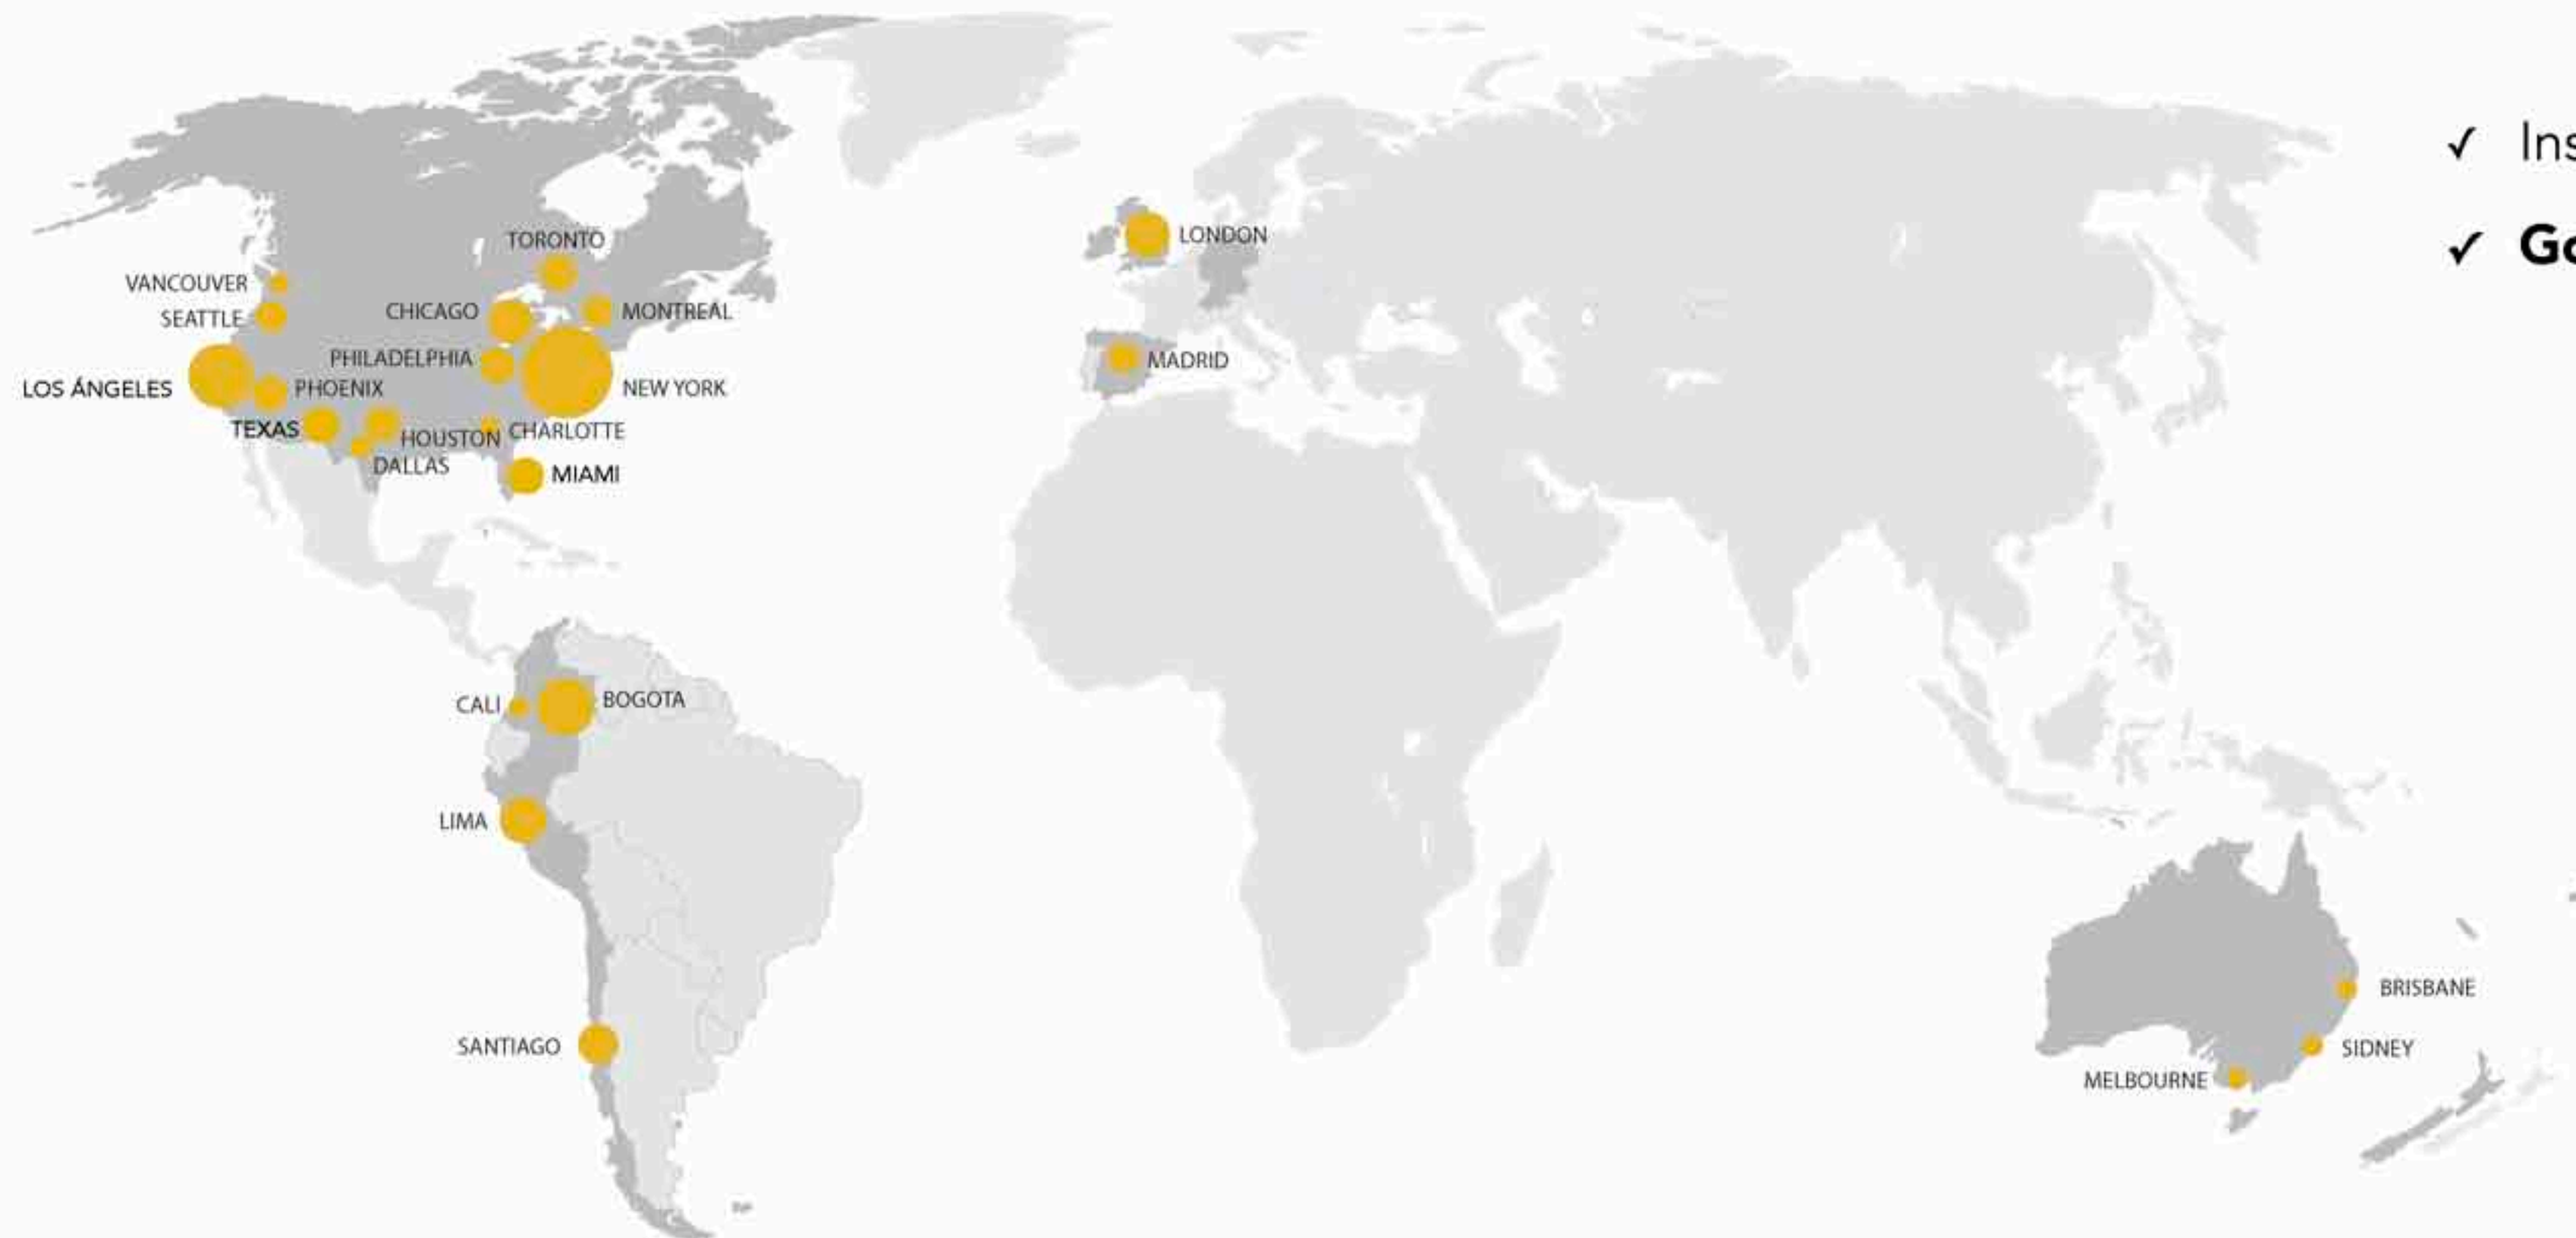 ✓ Ins
✓ Go
TORONTO
LONDON
VANCOUVER
SEATTLE
CHICAGO
MONTREAL
PHILADELPHIA
MADRID
LOS ÁNGELES
PHOENIX
NEW YORK
TEXAS
HOUSTON
CHARLOTTE
DALLAS
MIAMI
CALI
BOGOTA
LIMA
SANTIAGO
BRISBANE
SIDNEY
MELBOURNE